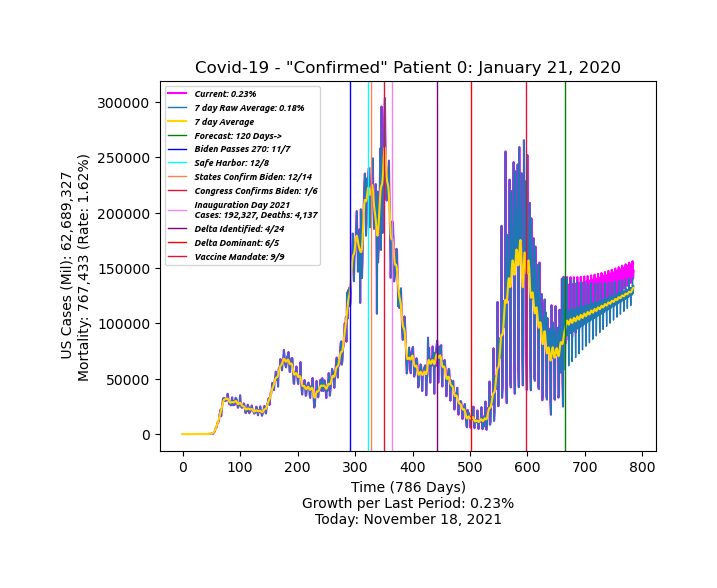 Covid-19 - "Confirmed" Patient 0: January 21, 2020
US Cases (Mil): 62,689,327
Mortality: 767,433 (Rate: 1.62%)
300000
250000
200000
150000
100000
50000
0
Current: 0.23%
7 day Raw Average: 0.18%
7 day Average
Forecast: 120 Days->
Biden Passes 270: 11/7
Safe Harbor: 12/8
States Confirm Biden: 12/14
Congress Confirms Biden: 1/6
Inauguration Day 2021
Cases: 192,327, Deaths: 4,137
Delta Identified: 4/24
Delta Dominant: 6/5
Vaccine Mandate: 9/9
0 100 200 300 400 500 600 700 800
Time (786 Days)
Growth per Last Period: 0.23%
Today: November 18, 2021